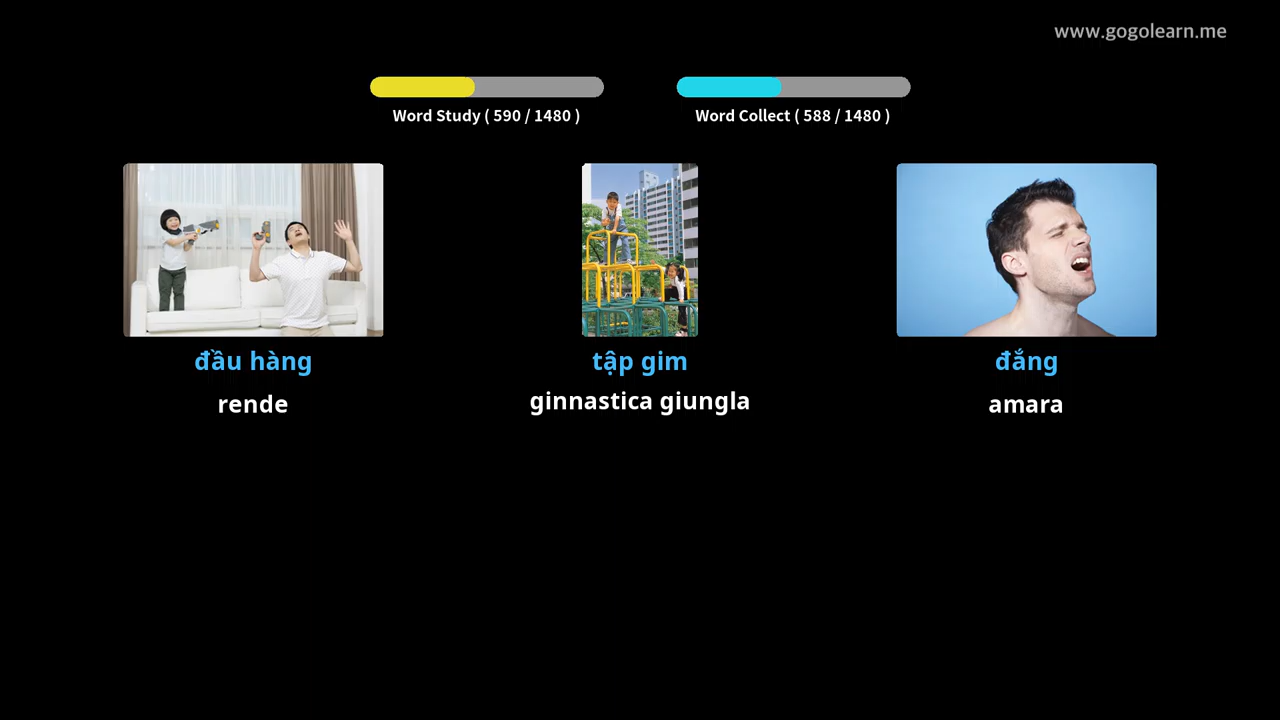 www.gogolearn.me
Word Study ( 590 / 1480 )
Word Collect ( 588 / 1480 )
đầu hàng
rende
tập gim
ginnastica giungla
đắng
amara